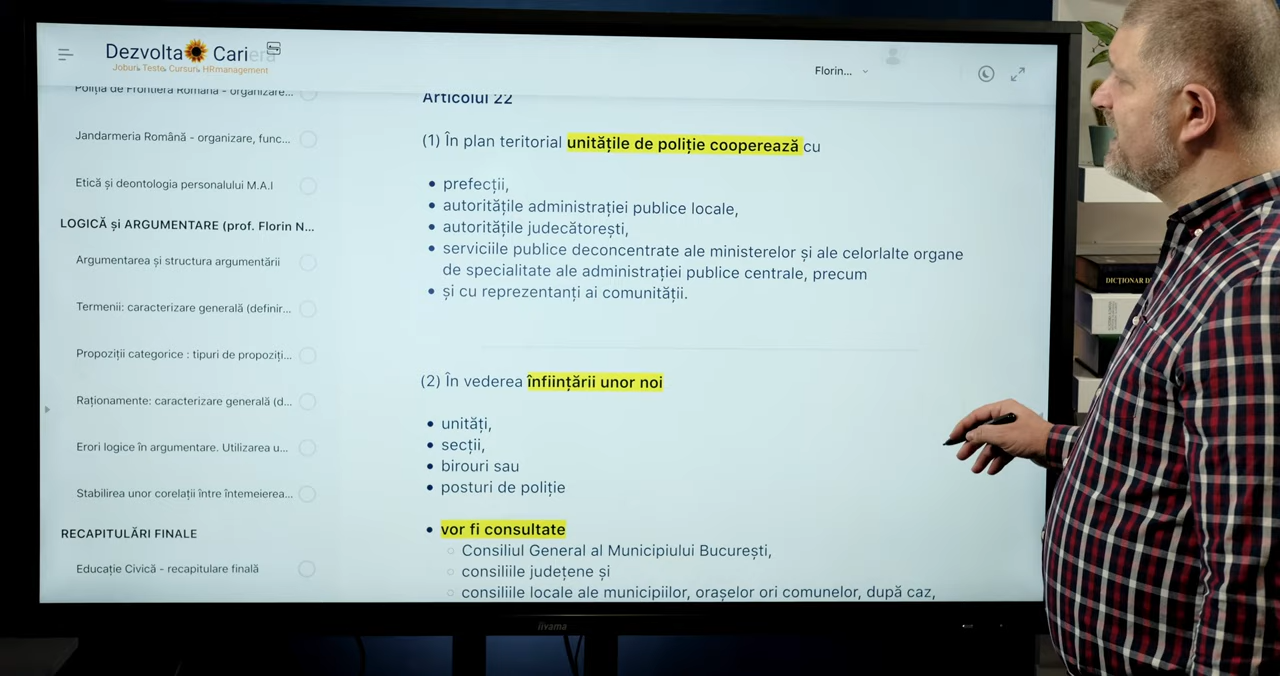 Dezvolta Cariera
Joburi. Teste. Cursuri. HRmanagement
Florin...
Poliția de Frontieră Română - organizare...
Jandarmeria Română - organizare, func...
Etică și deontologia personalului M.A.I
LOGICĂ și ARGUMENTARE (prof. Florin N...
Argumentarea și structura argumentării
Termenii: caracterizare generală (definir...
Propoziții categorice : tipuri de propoziți...
Raționamente: caracterizare generală (d...
Erori logice în argumentare. Utilizarea u...
Stabilirea unor corelații între întemeierea...
RECAPITULĂRI FINALE
Educație Civică - recapitulare finală
Articolul 22
(1) În plan teritorial unitățile de poliție cooperează cu
• prefecții,
• autoritățile administrației publice locale,
• autoritățile judecătorești,
• serviciile publice deconcentrate ale ministerelor și ale celorlalte organe
de specialitate ale administrației publice centrale, precum
• și cu reprezentanți ai comunității.
(2) În vederea înființării unor noi
• unități,
• secții,
• birouri sau
• posturi de poliție
• vor fi consultate
○ Consiliul General al Municipiului București,
○ consiliile județene și
○ consiliile locale ale municipiilor, orașelor ori comunelor, după caz,
iiyama
DICȚIONAR D